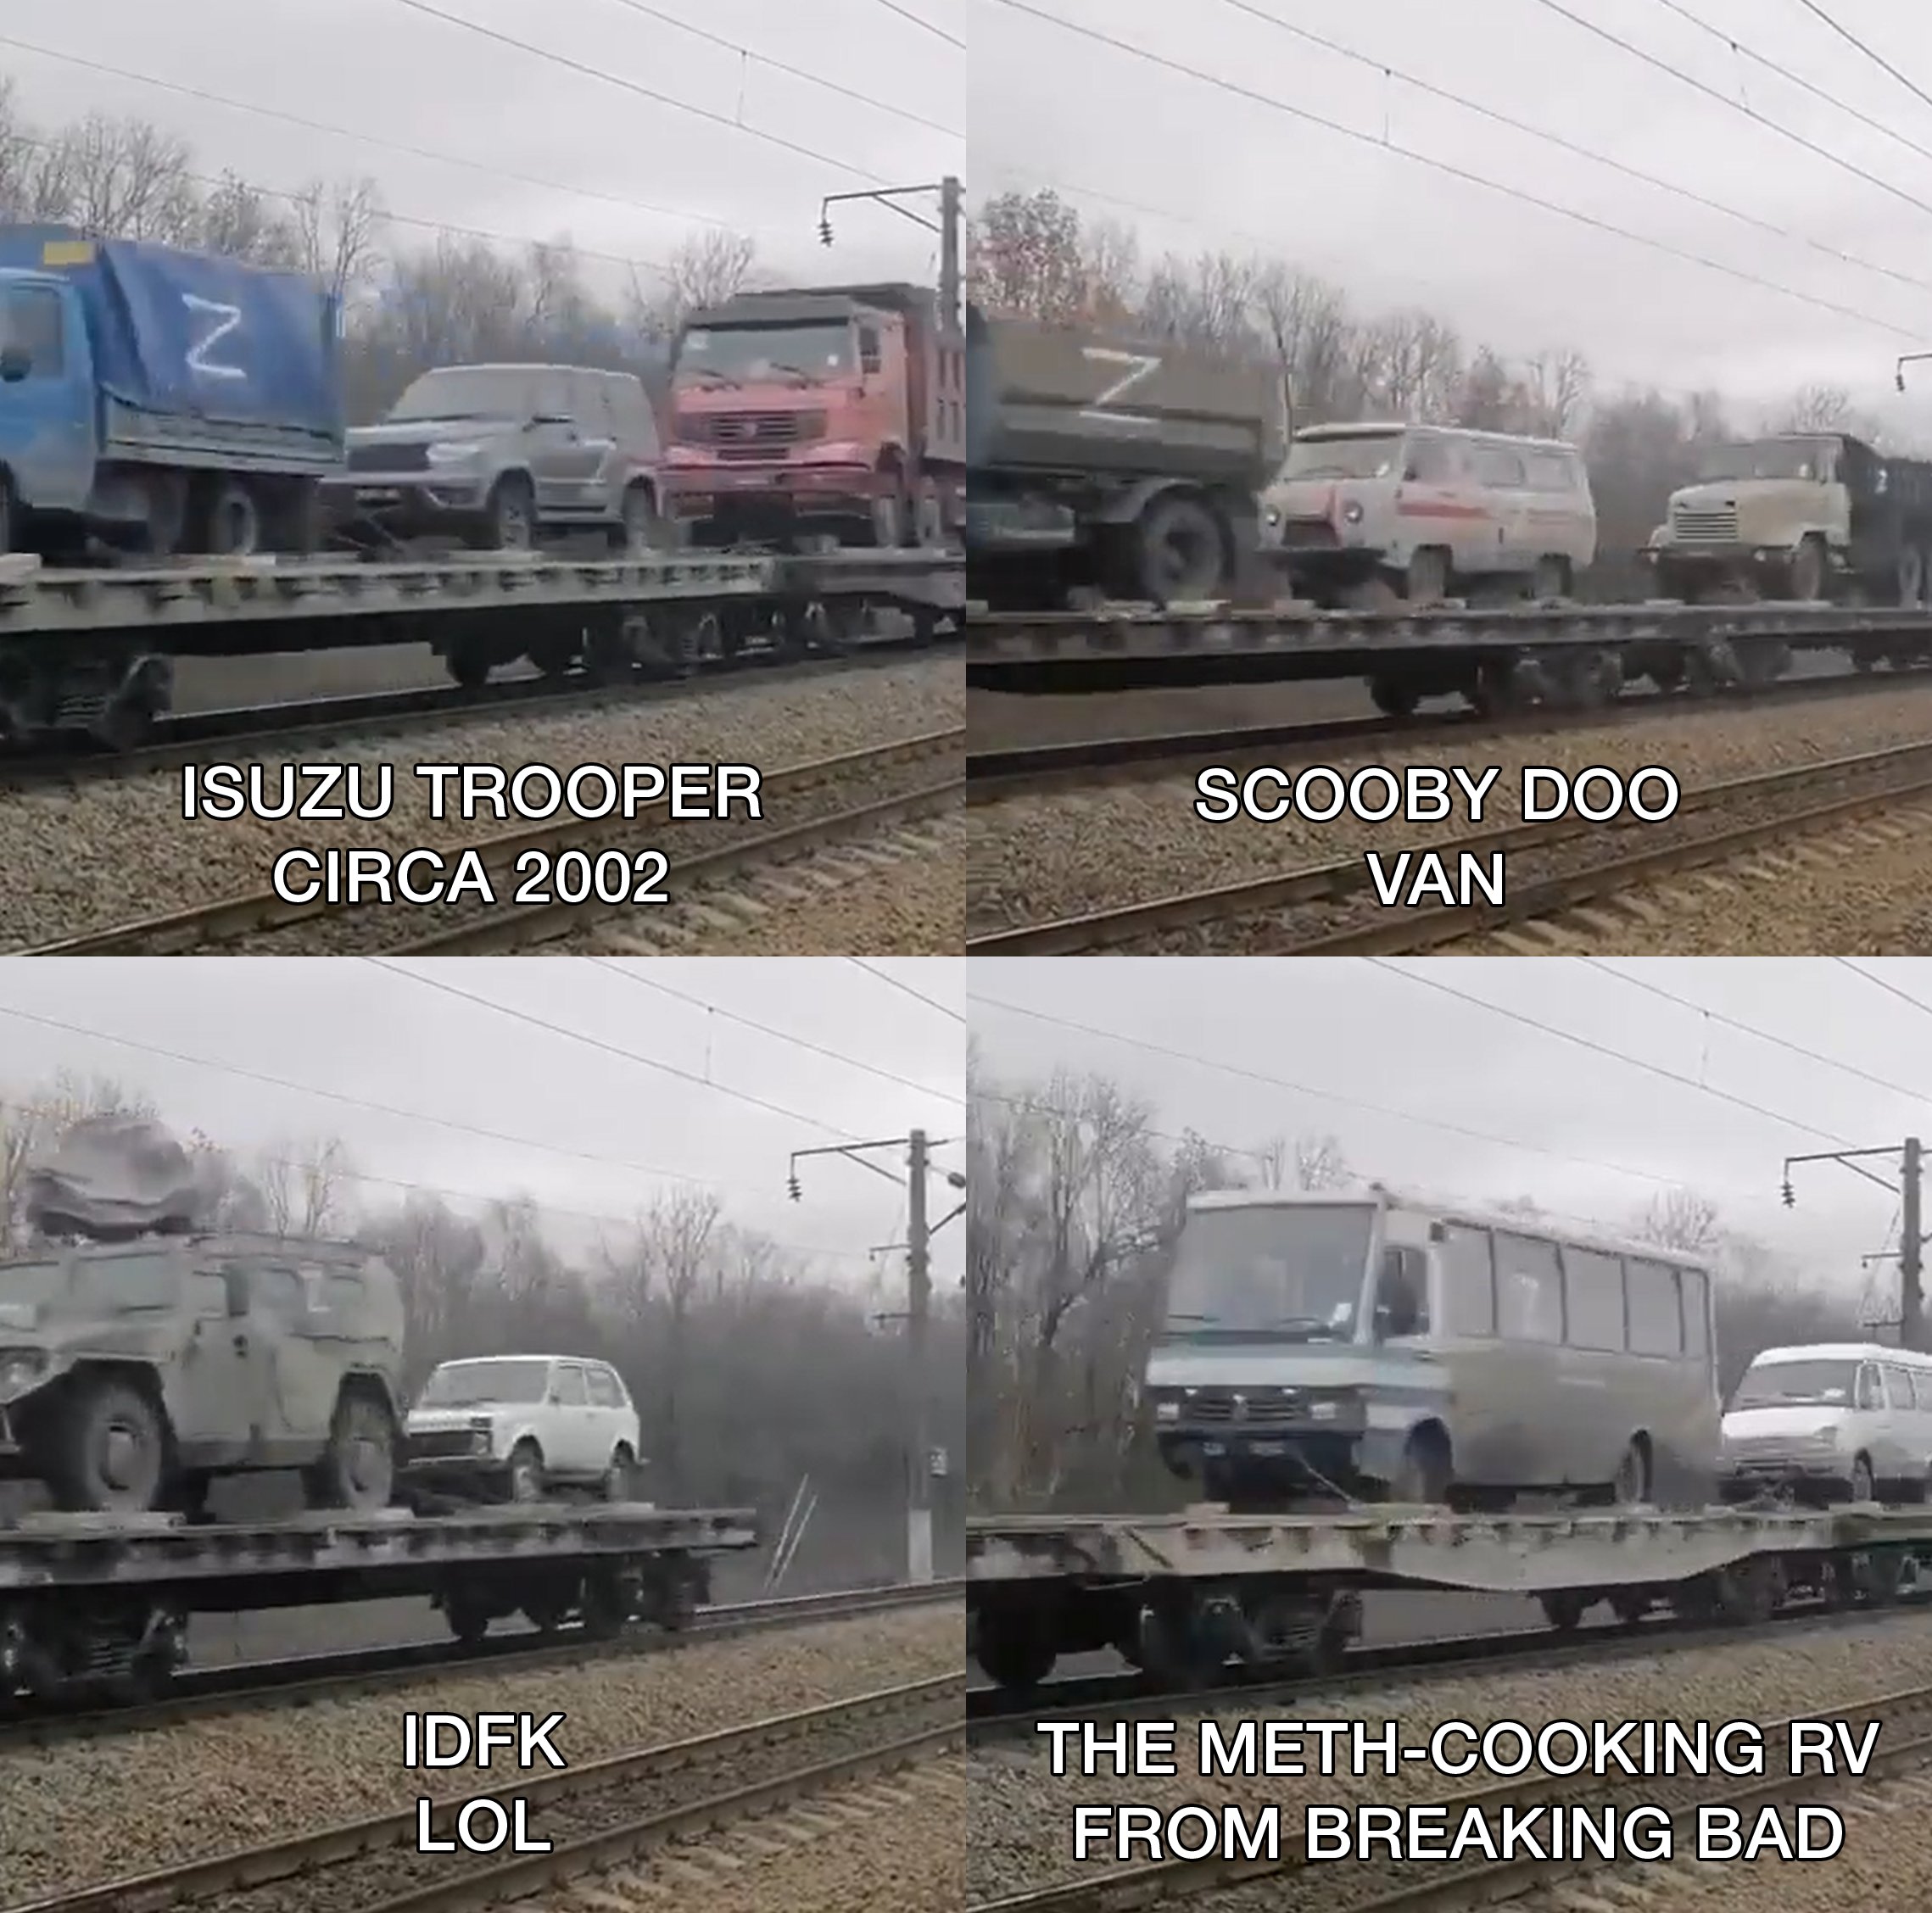 Z
ISUZU TROOPER
CIRCA 2002
Z
SCOOBY DOO
VAN
IDFK
LOL
THE METH-COOKING RV
FROM BREAKING BAD